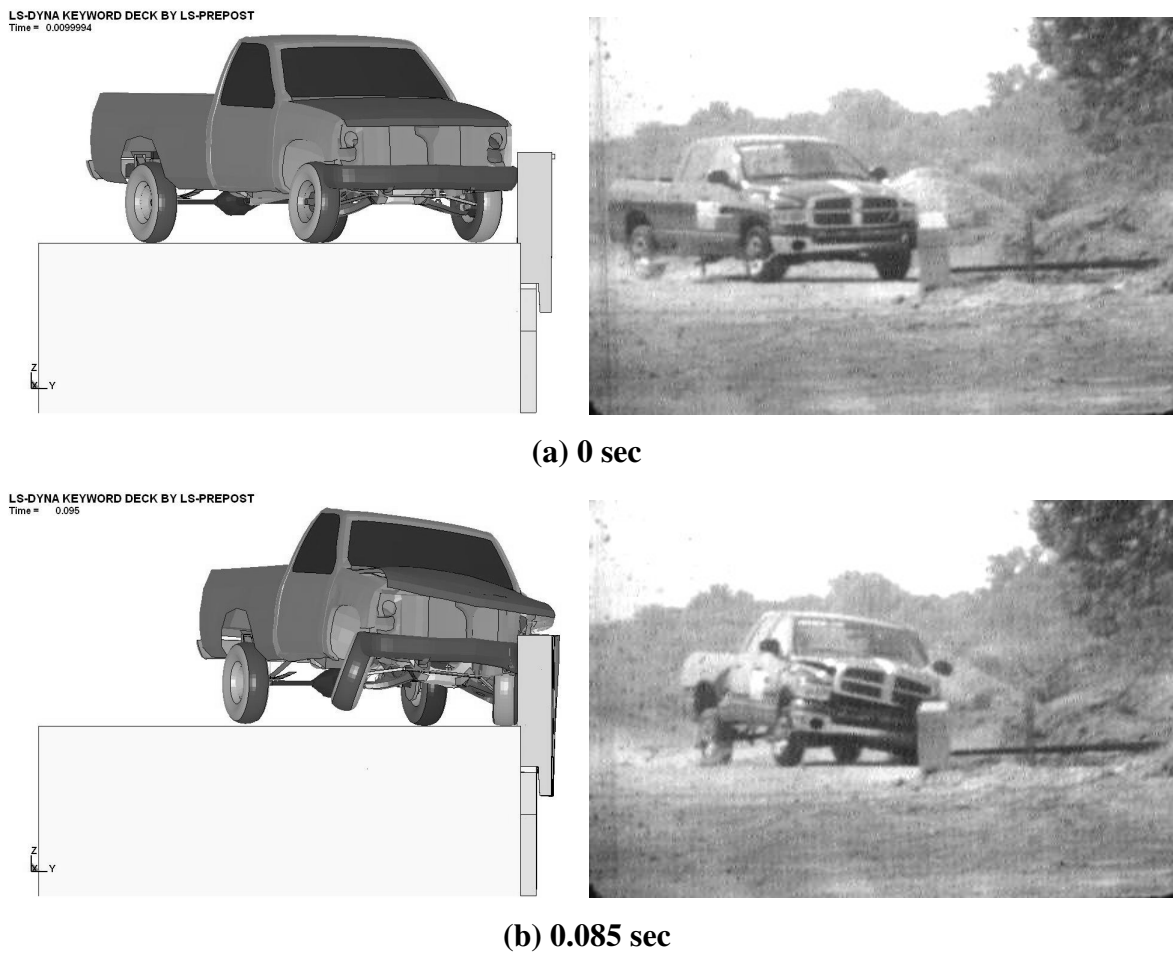 LS-DYNA KEYWORD DECK BY LS-PREPOST
Time = 0.0099994
Z
X Y
(a) 0 sec
LS-DYNA KEYWORD DECK BY LS-PREPOST
Time = 0.095
Z
X Y
(b) 0.085 sec